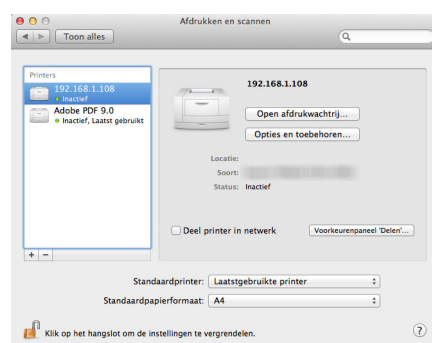 Afdrukken en scannen
Toon alles
Printers
192.168.1.108
Inactief
Adobe PDF 9.0
Inactief, Laatst gebruikt
192.168.1.108
Open afdrukwachtrij...
Opties en toebehoren...
Locatie:
Soort:
Status: Inactief
Deel printer in netwerk
Voorkeurenpaneel 'Delen'...
+ −
Standaardprinter: Laatstgebruikte printer
Standaardpapierformaat: A4
Klik op het hangslot om de instellingen te vergrendelen.
?